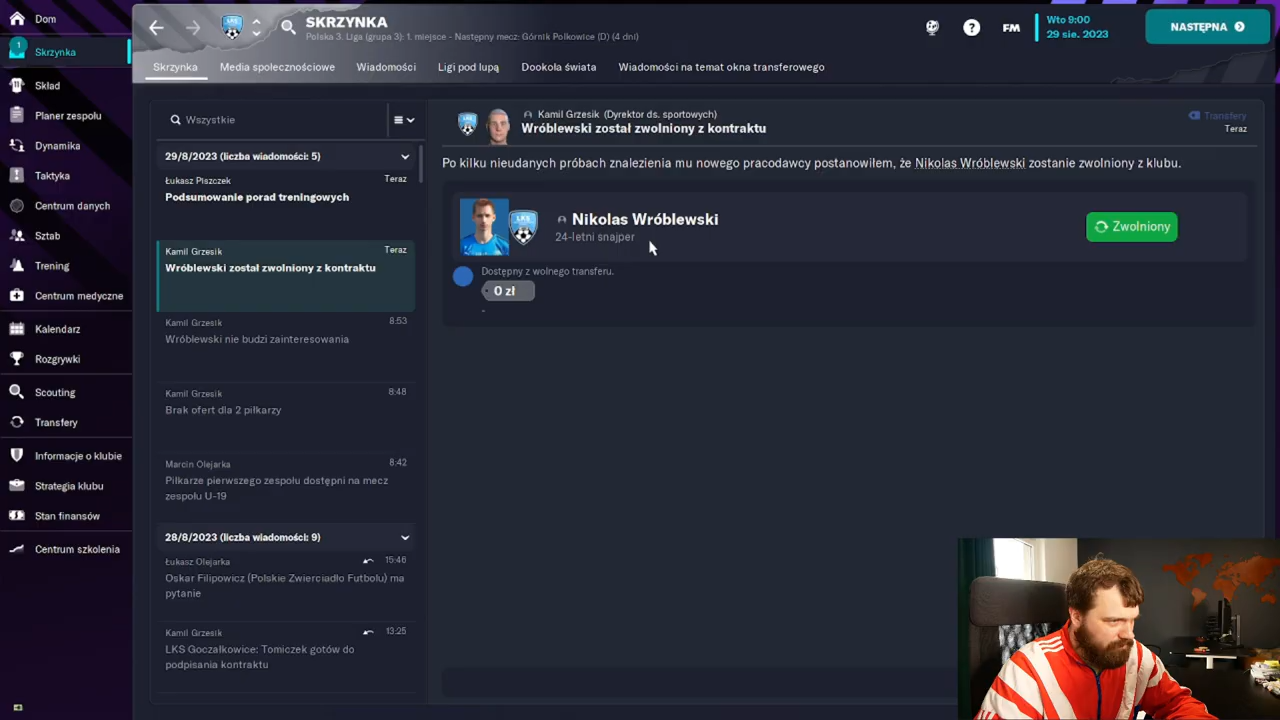 Dom
1
Skrzynka
Skład
Planer zespołu
Dynamika
Taktyka
Centrum danych
Sztab
Trening
Centrum medyczne
Kalendarz
Rozgrywki
Scouting
Transfery
Informacje o klubie
Strategia klubu
Stan finansów
Centrum szkolenia
LKS
SKRZYNKA
Polska 3. Liga (grupa 3): 1. miejsce - Następny mecz: Górnik Polkowice (D) (4 dni)
FM
Wto 9:00
29 sie. 2023
NASTĘPNA
Skrzynka
Media społecznościowe
Wiadomości
Ligi pod lupą
Dookoła świata
Wiadomości na temat okna transferowego
Wszystkie
29/8/2023 (liczba wiadomości: 5)
Łukasz Piszczek
Teraz
Podsumowanie porad treningowych
Kamil Grzesik
Teraz
Wróblewski został zwolniony z kontraktu
Kamil Grzesik
8:53
Wróblewski nie budzi zainteresowania
Kamil Grzesik
8:48
Brak ofert dla 2 piłkarzy
Marcin Olejarka
8:42
Piłkarze pierwszego zespołu dostępni na mecz
zespołu U-19
28/8/2023 (liczba wiadomości: 9)
Łukasz Olejarka
15:46
Oskar Filipowicz (Polskie Zwierciadło Futbolu) ma
pytanie
Kamil Grzesik
13:25
LKS Goczałkowice: Tomiczek gotów do
podpisania kontraktu
Kamil Grzesik (Dyrektor ds. sportowych)
Wróblewski został zwolniony z kontraktu
Transfery
Teraz
Po kilku nieudanych próbach znalezienia mu nowego pracodawcy postanowiłem, że Nikolas Wróblewski zostanie zwolniony z klubu.
LKS
Nikolas Wróblewski
24-letni snajper
Zwolniony
Dostępny z wolnego transferu.
0 zł
-